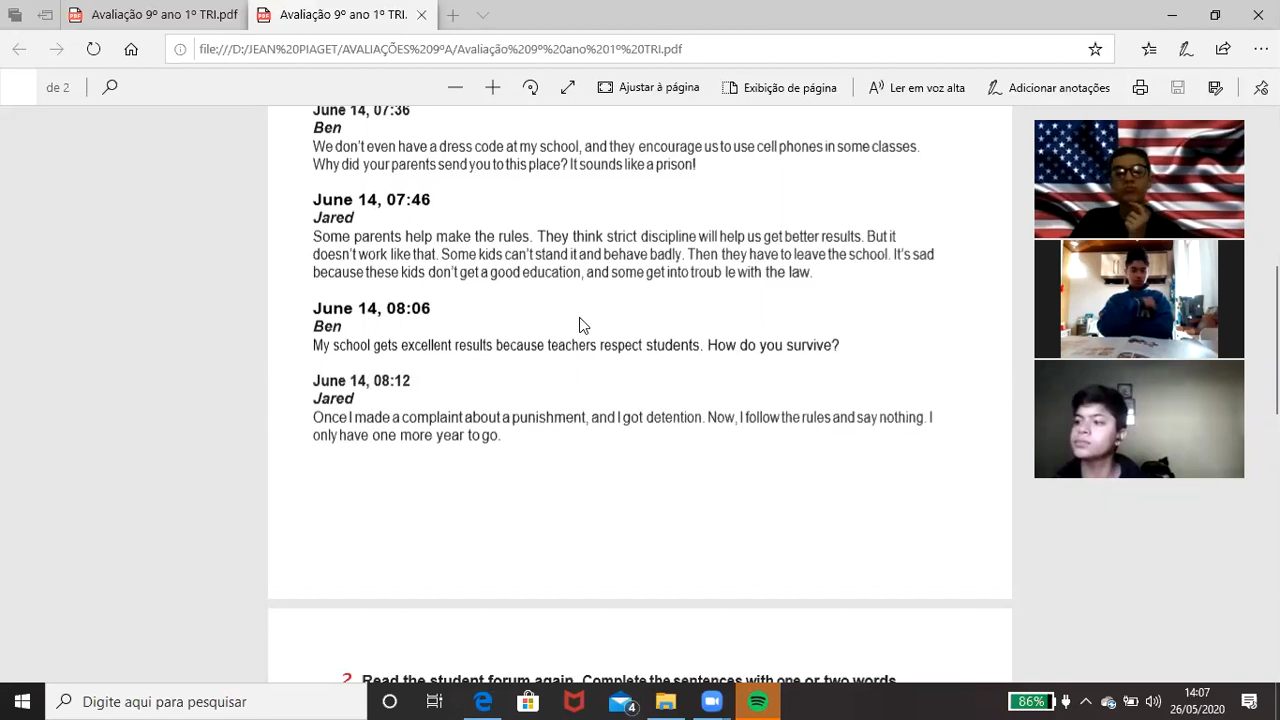 Avaliação 9º ano 1º TRI.pdf
Avaliação 9º ano 1º TRI.pdf
file:///D:/JEAN%20PIAGET/AVALIAÇÕES%209ºA/Avaliação%209º%20ano%201º%20TRI.pdf
de 2
Ajustar à página
Exibição de página
Ler em voz alta
Adicionar anotações
June 14, 07:36
Ben
We don't even have a dress code at my school, and they encourage us to use cell phones in some classes.
Why did your parents send you to this place? It sounds like a prison!
June 14, 07:46
Jared
Some parents help make the rules. They think strict discipline will help us get better results. But it
doesn't work like that. Some kids can't stand it and behave badly. Then they have to leave the school. It's sad
because these kids don't get a good education, and some get into troub le with the law.
June 14, 08:06
Ben
My school gets excellent results because teachers respect students. How do you survive?
June 14, 08:12
Jared
Once I made a complaint about a punishment, and I got detention. Now, I follow the rules and say nothing. I
only have one more year to go.
2 Read the student forum again. Complete the sentences with one or two words
Digite aqui para pesquisar
4
86%
14:07
26/05/2020